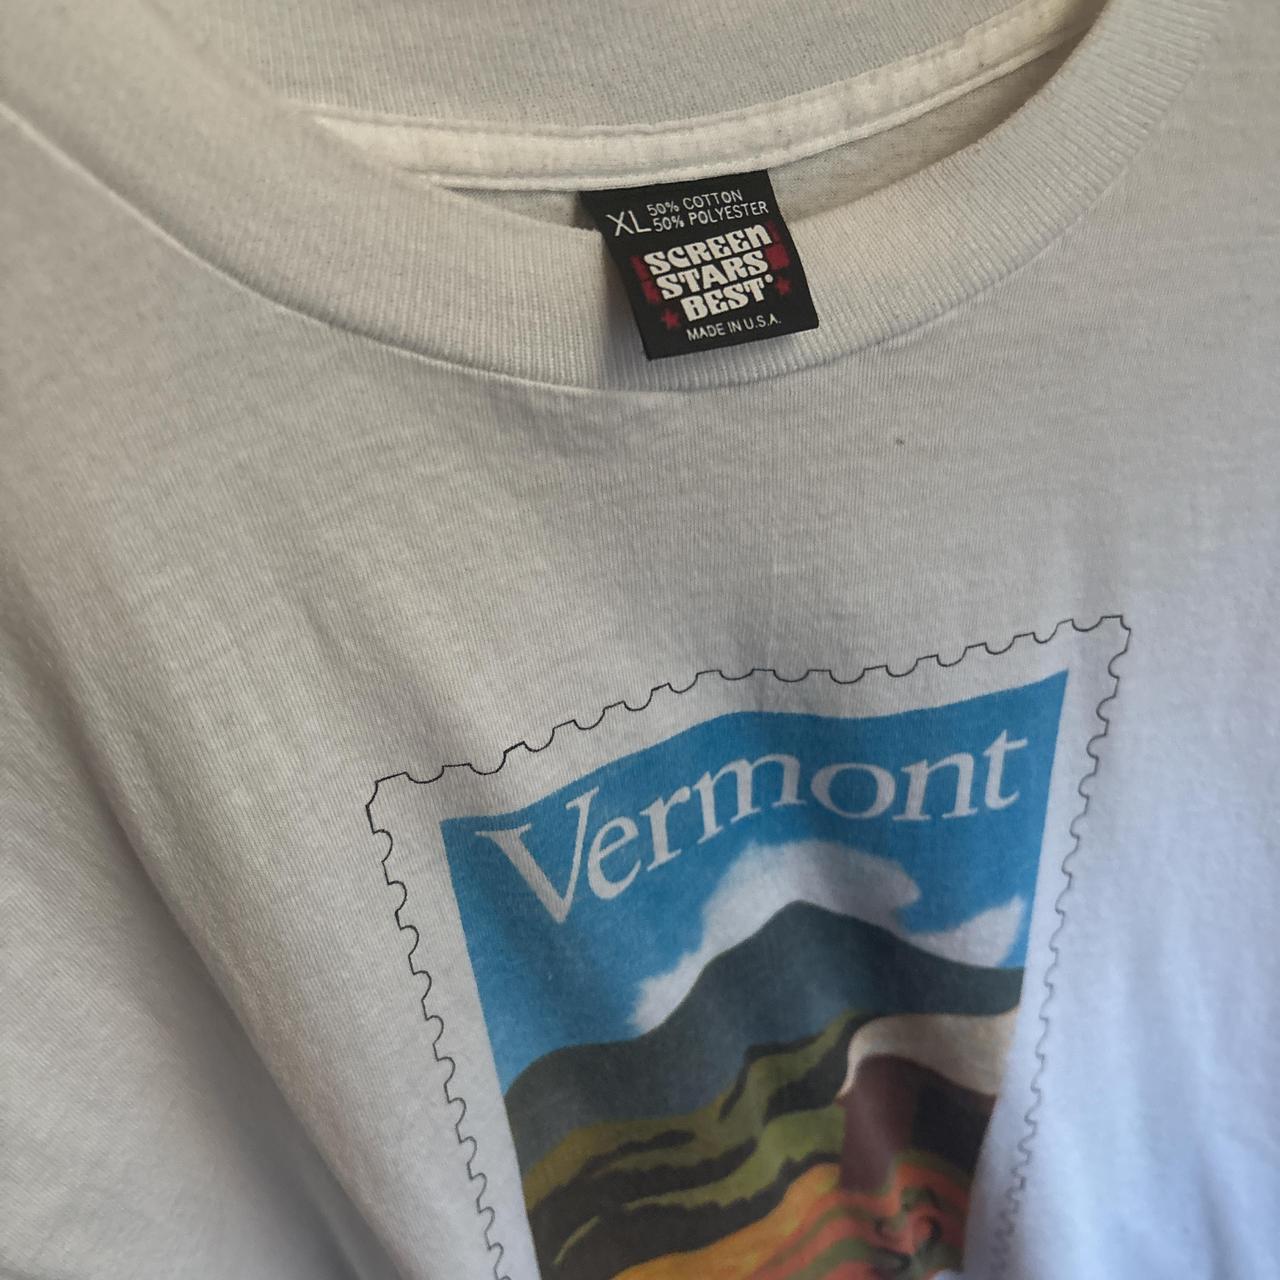 XL 50% COTTON
50% POLYESTER
SCREEN
STARS
BEST®
MADE IN U.S.A.
Vermont